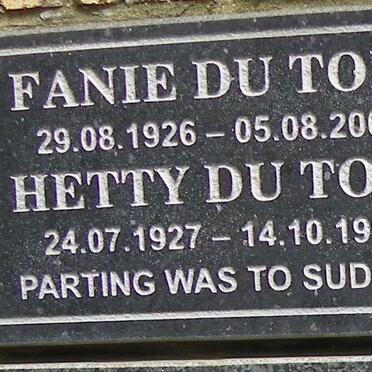 FANIE DU TO
29.08.1926 – 05.08.200
HETTY DU TO
24.07.1927 – 14.10.19
PARTING WAS TO SUD